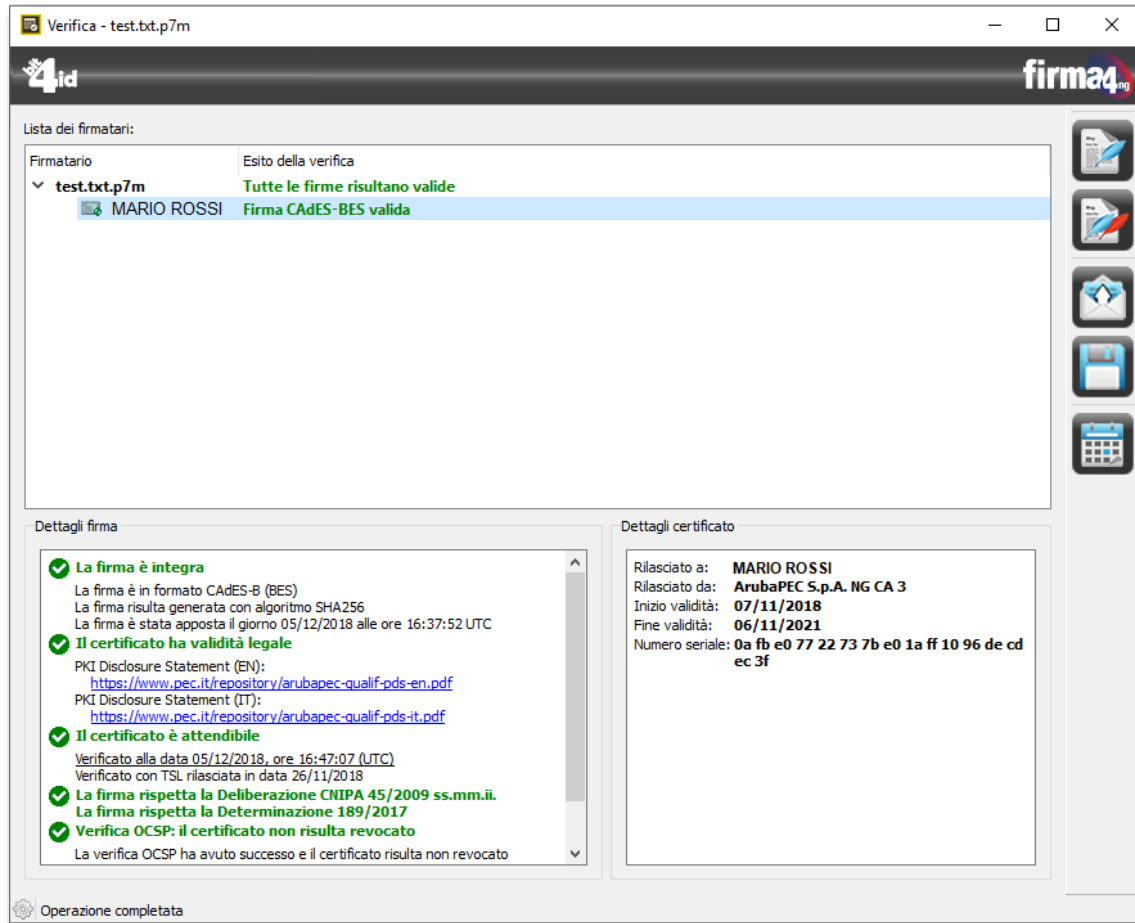 Verifica - test.txt.p7m
4id
firma4ng
Lista dei firmatari:
Firmatario Esito della verifica
test.txt.p7m Tutte le firme risultano valide
MARIO ROSSI Firma CAdES-BES valida
Dettagli firma
La firma è integra
La firma è in formato CAdES-B (BES)
La firma risulta generata con algoritmo SHA256
La firma è stata apposta il giorno 05/12/2018 alle ore 16:37:52 UTC
Il certificato ha validità legale
PKI Disclosure Statement (EN):
https://www.pec.it/repository/arubapec-qualif-pds-en.pdf
PKI Disclosure Statement (IT):
https://www.pec.it/repository/arubapec-qualif-pds-it.pdf
Il certificato è attendibile
Verificato alla data 05/12/2018, ore 16:47:07 (UTC)
Verificato con TSL rilasciata in data 26/11/2018
La firma rispetta la Deliberazione CNIPA 45/2009 ss.mm.ii.
La firma rispetta la Determinazione 189/2017
Verifica OCSP: il certificato non risulta revocato
La verifica OCSP ha avuto successo e il certificato risulta non revocato
Dettagli certificato
Rilasciato a: MARIO ROSSI
Rilasciato da: ArubaPEC S.p.A. NG CA 3
Inizio validità: 07/11/2018
Fine validità: 06/11/2021
Numero seriale: 0a fb e0 77 22 73 7b e0 1a ff 10 96 de cd
ec 3f
Operazione completata